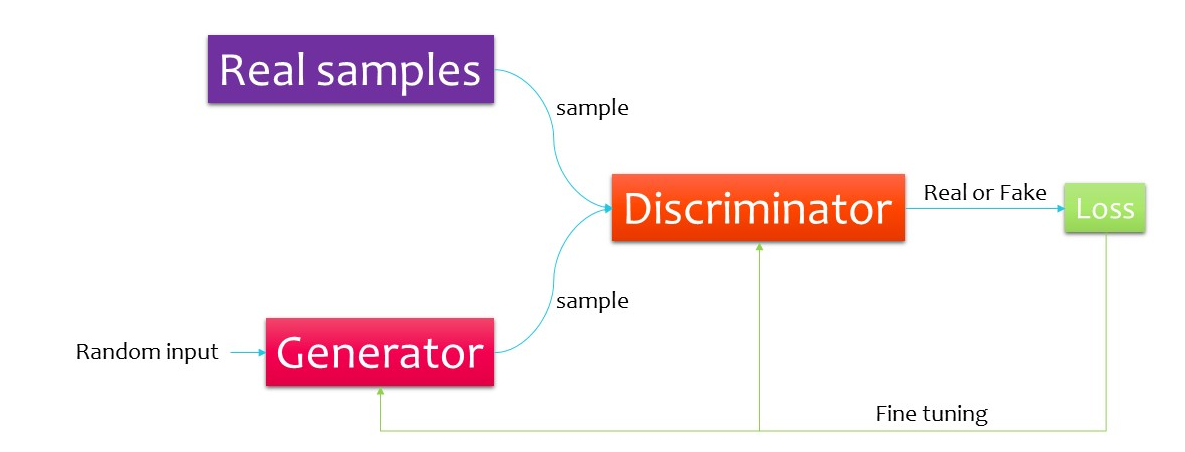 Real samples
sample
Discriminator
Real or Fake
Loss
sample
Random input
Generator
Fine tuning